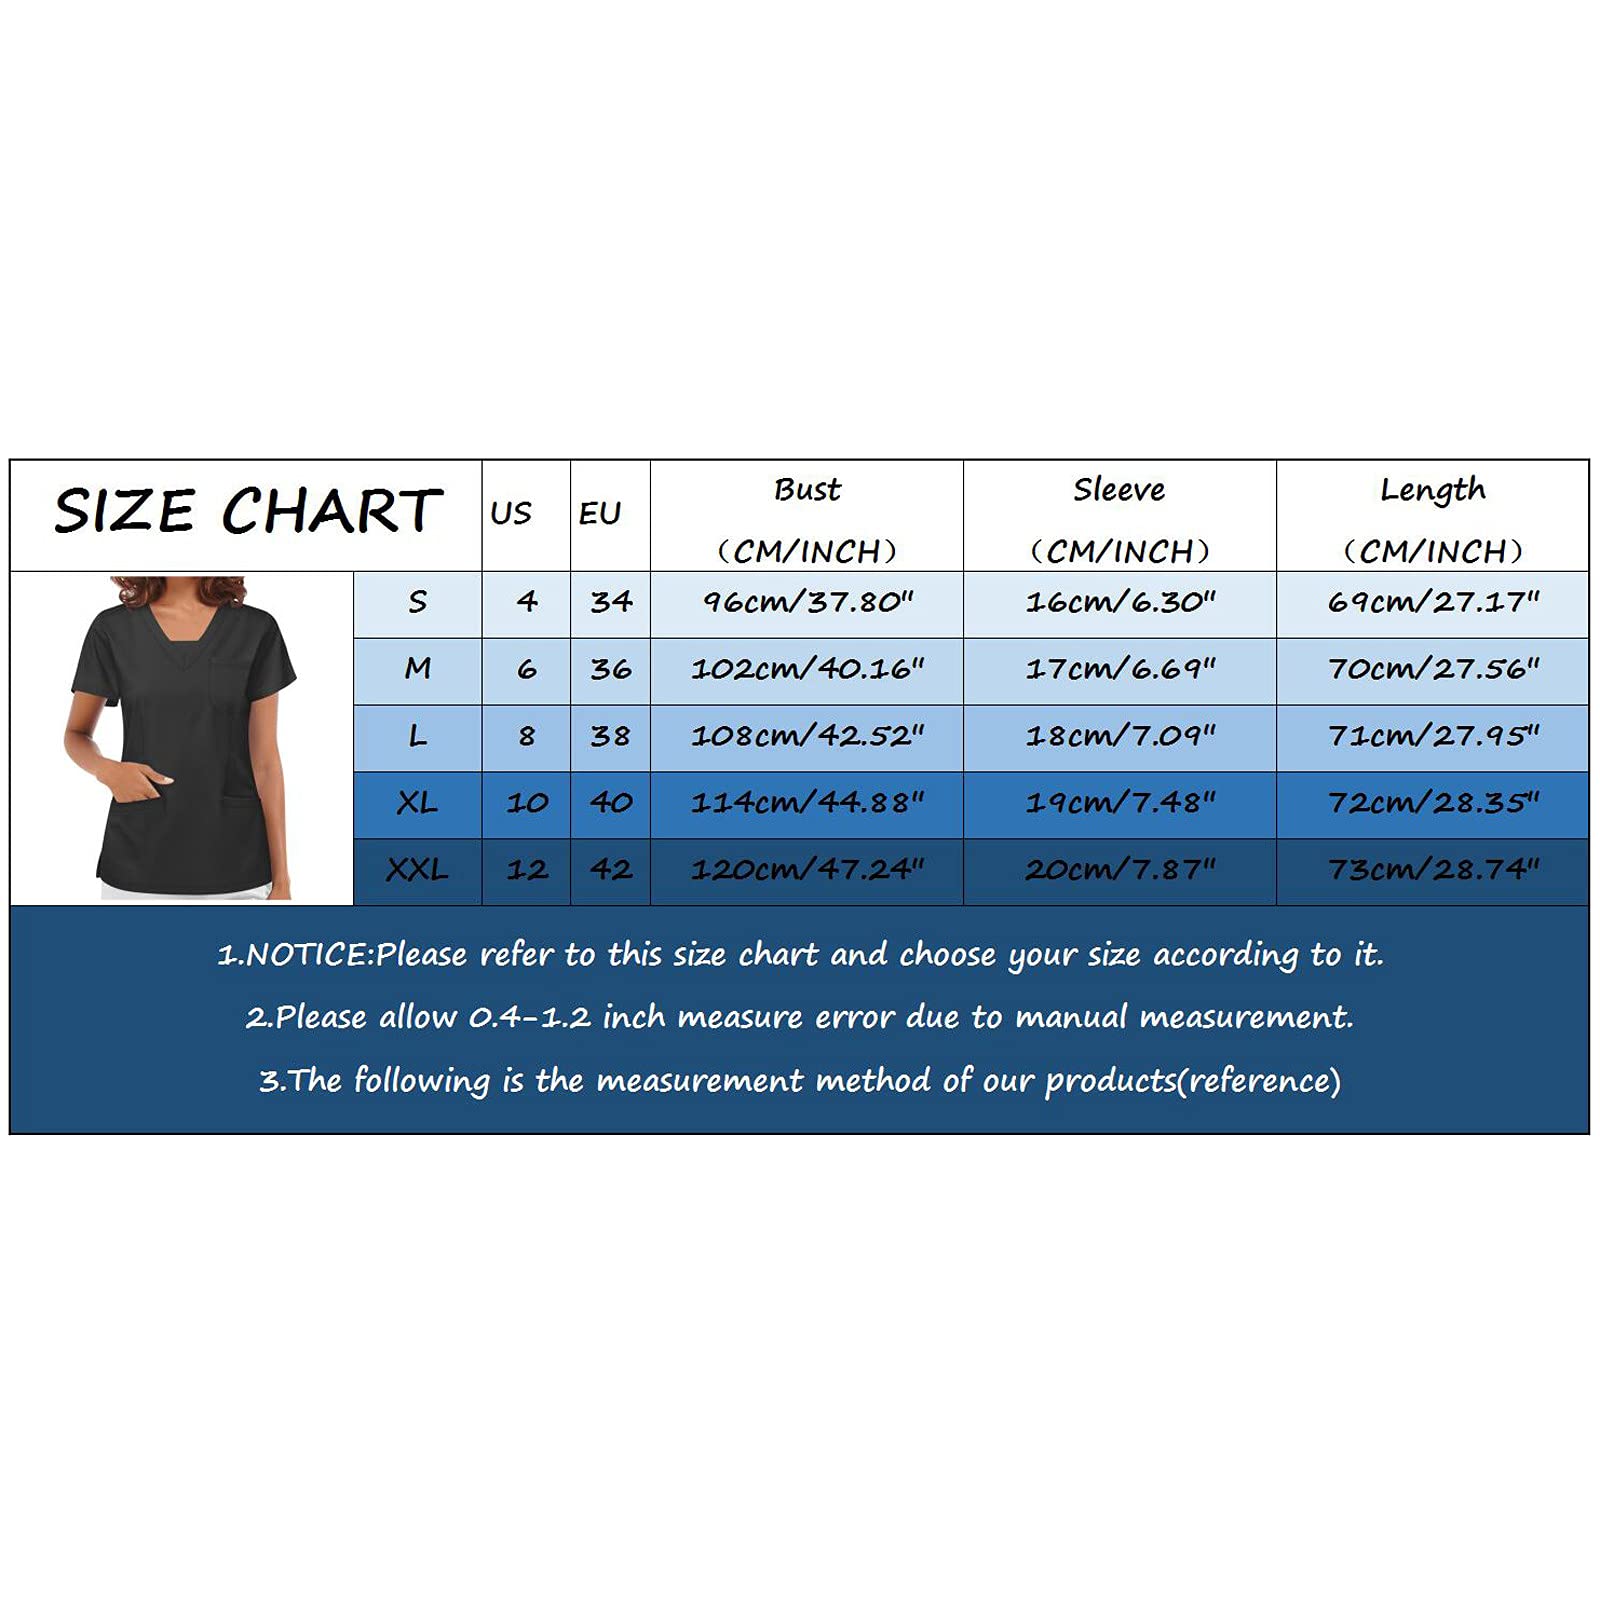 SIZE CHART US EU Bust (CM/INCH) Sleeve (CM/INCH) Length (CM/INCH)
S 4 34 96cm/37.80" 16cm/6.30" 69cm/27.17"
M 6 36 102cm/40.16" 17cm/6.69" 70cm/27.56"
L 8 38 108cm/42.52" 18cm/7.09" 71cm/27.95"
XL 10 40 114cm/44.88" 19cm/7.48" 72cm/28.35"
XXL 12 42 120cm/47.24" 20cm/7.87" 73cm/28.74"
1.NOTICE:Please refer to this size chart and choose your size according to it.
2.Please allow 0.4-1.2 inch measure error due to manual measurement.
3.The following is the measurement method of our products(reference)